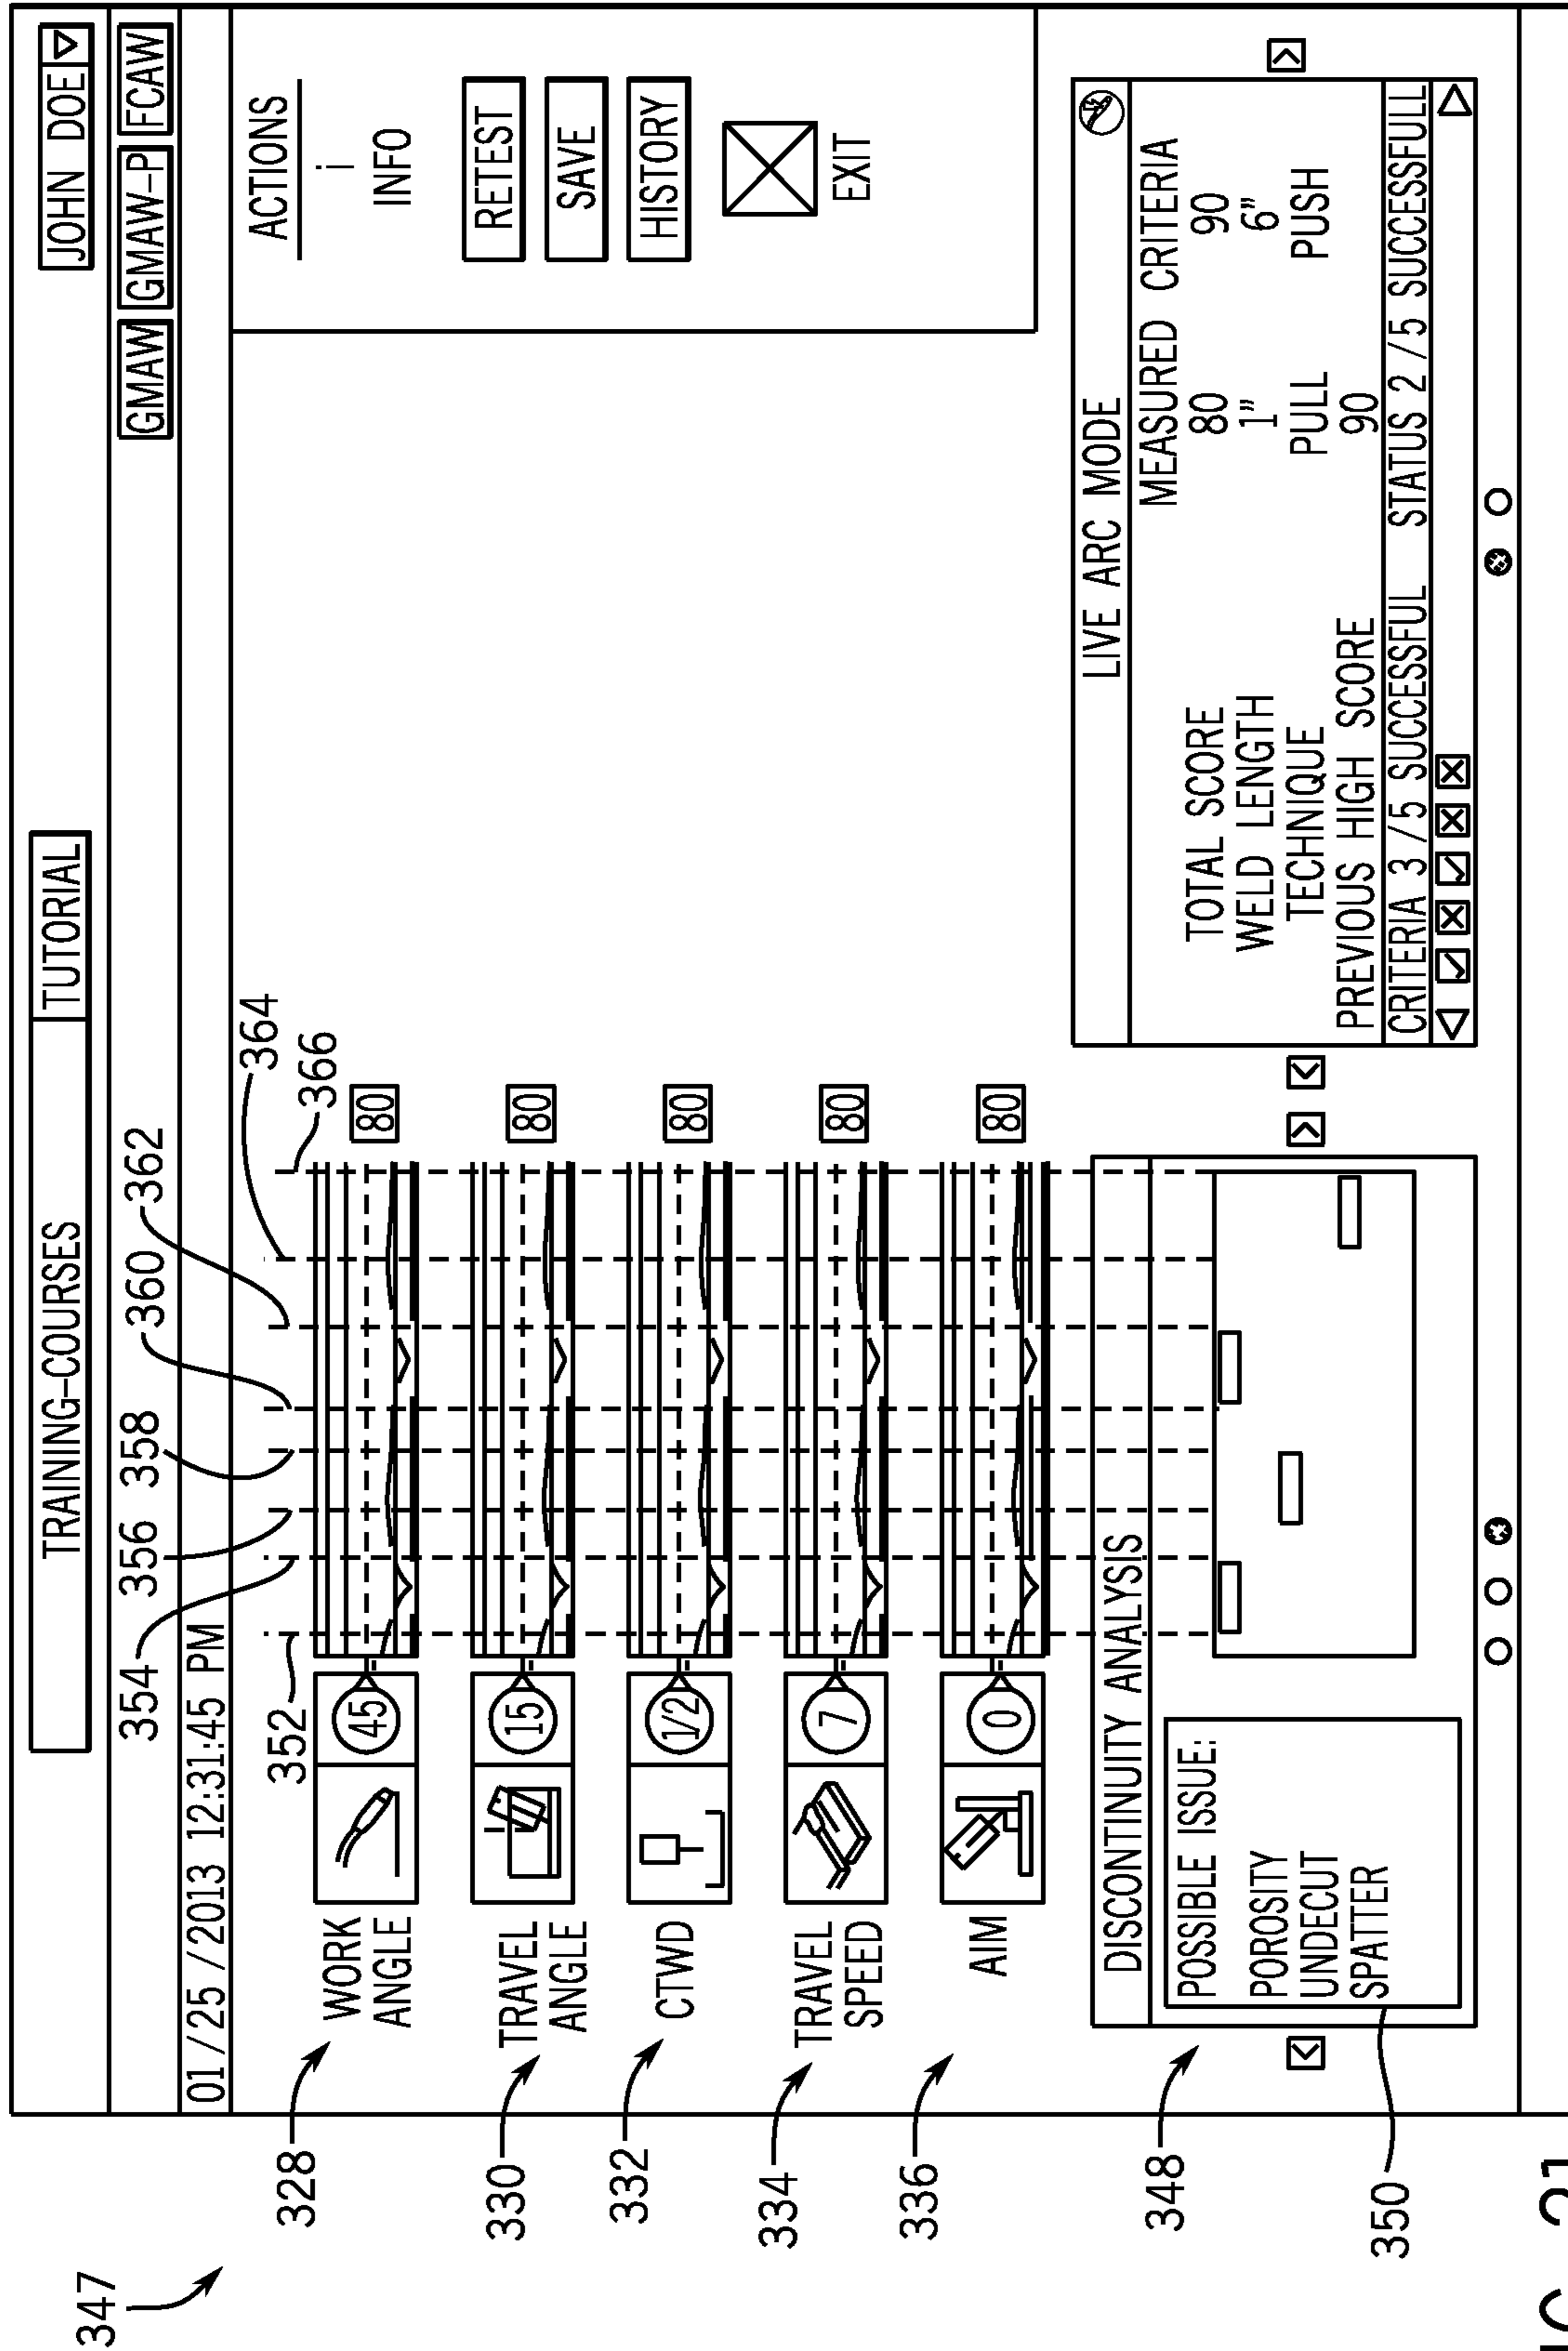 347
TRAINING-COURSES TUTORIAL JOHN DOE
GMAW GMAW-P FCAW
354 356 358 360 362
01/25/2013 12:31:45 PM
352
364
366
328
WORK
ANGLE
45
80
330
TRAVEL
ANGLE
15
80
332
CTWD
1/2
80
334
TRAVEL
SPEED
7
80
336
AIM
0
80
ACTIONS
i
INFO
RETEST
SAVE
HISTORY
EXIT
348
DISCONTINUITY ANALYSIS
POSSIBLE ISSUE:
POROSITY
UNDECUT
SPATTER
350
LIVE ARC MODE
MEASURED CRITERIA
TOTAL SCORE 80 90
WELD LENGTH 1" 6"
TECHNIQUE PULL PUSH
PREVIOUS HIGH SCORE 90
CRITERIA 3 /5 SUCCESSFUL STATUS 2 /5 SUCCESSFULL